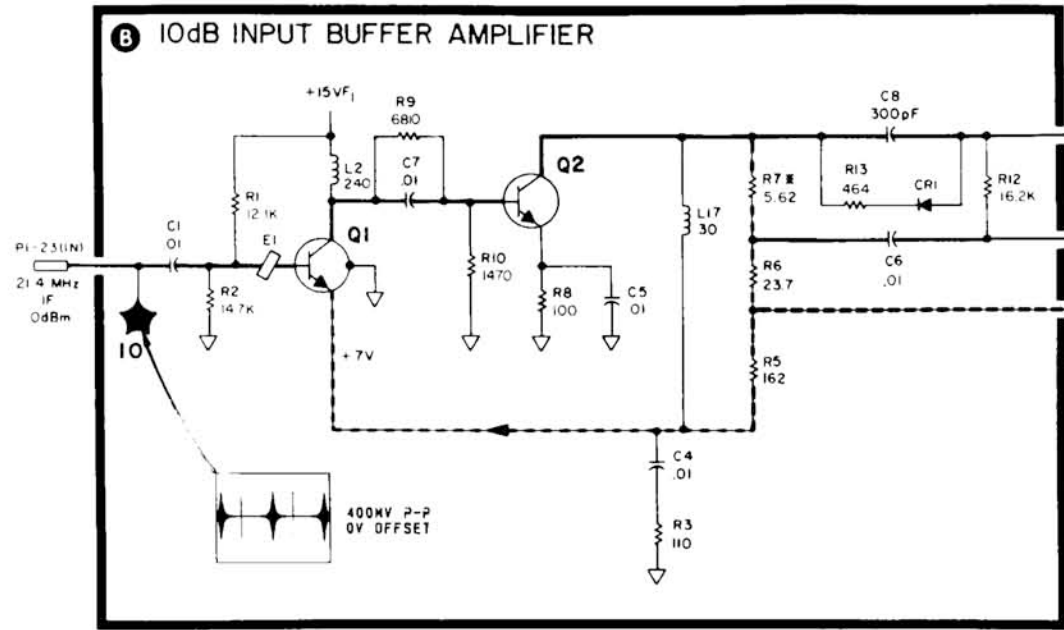 B 10dB INPUT BUFFER AMPLIFIER
+15VF1
R9
6810
C8
300pF
L2
240
C7
.01
Q2
R13
464
CR1
R7※
5.62
R12
16.2K
R1
12.1K
C1
.01
E1
Q1
L17
30
P1-23(IN)
21.4 MHz
IF
0dBm
R2
14.7K
R10
1470
C6
.01
R6
23.7
R8
100
C5
.01
10
+7V
R5
162
C4
.01
400MV P-P
0V OFFSET
R3
110